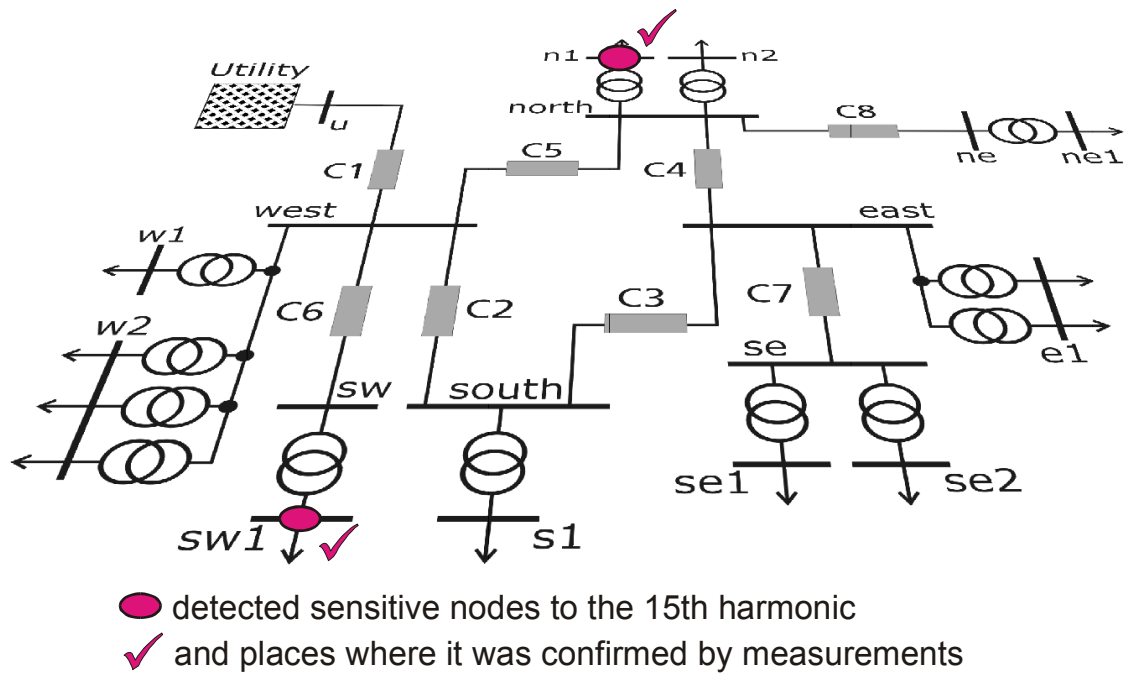 n1
n2
Utility
u
north
C8
ne
ne1
C5
C1
C4
west
east
w1
C6
C2
C3
C7
w2
e1
sw
south
se
se1
se2
sw1
s1
detected sensitive nodes to the 15th harmonic
and places where it was confirmed by measurements